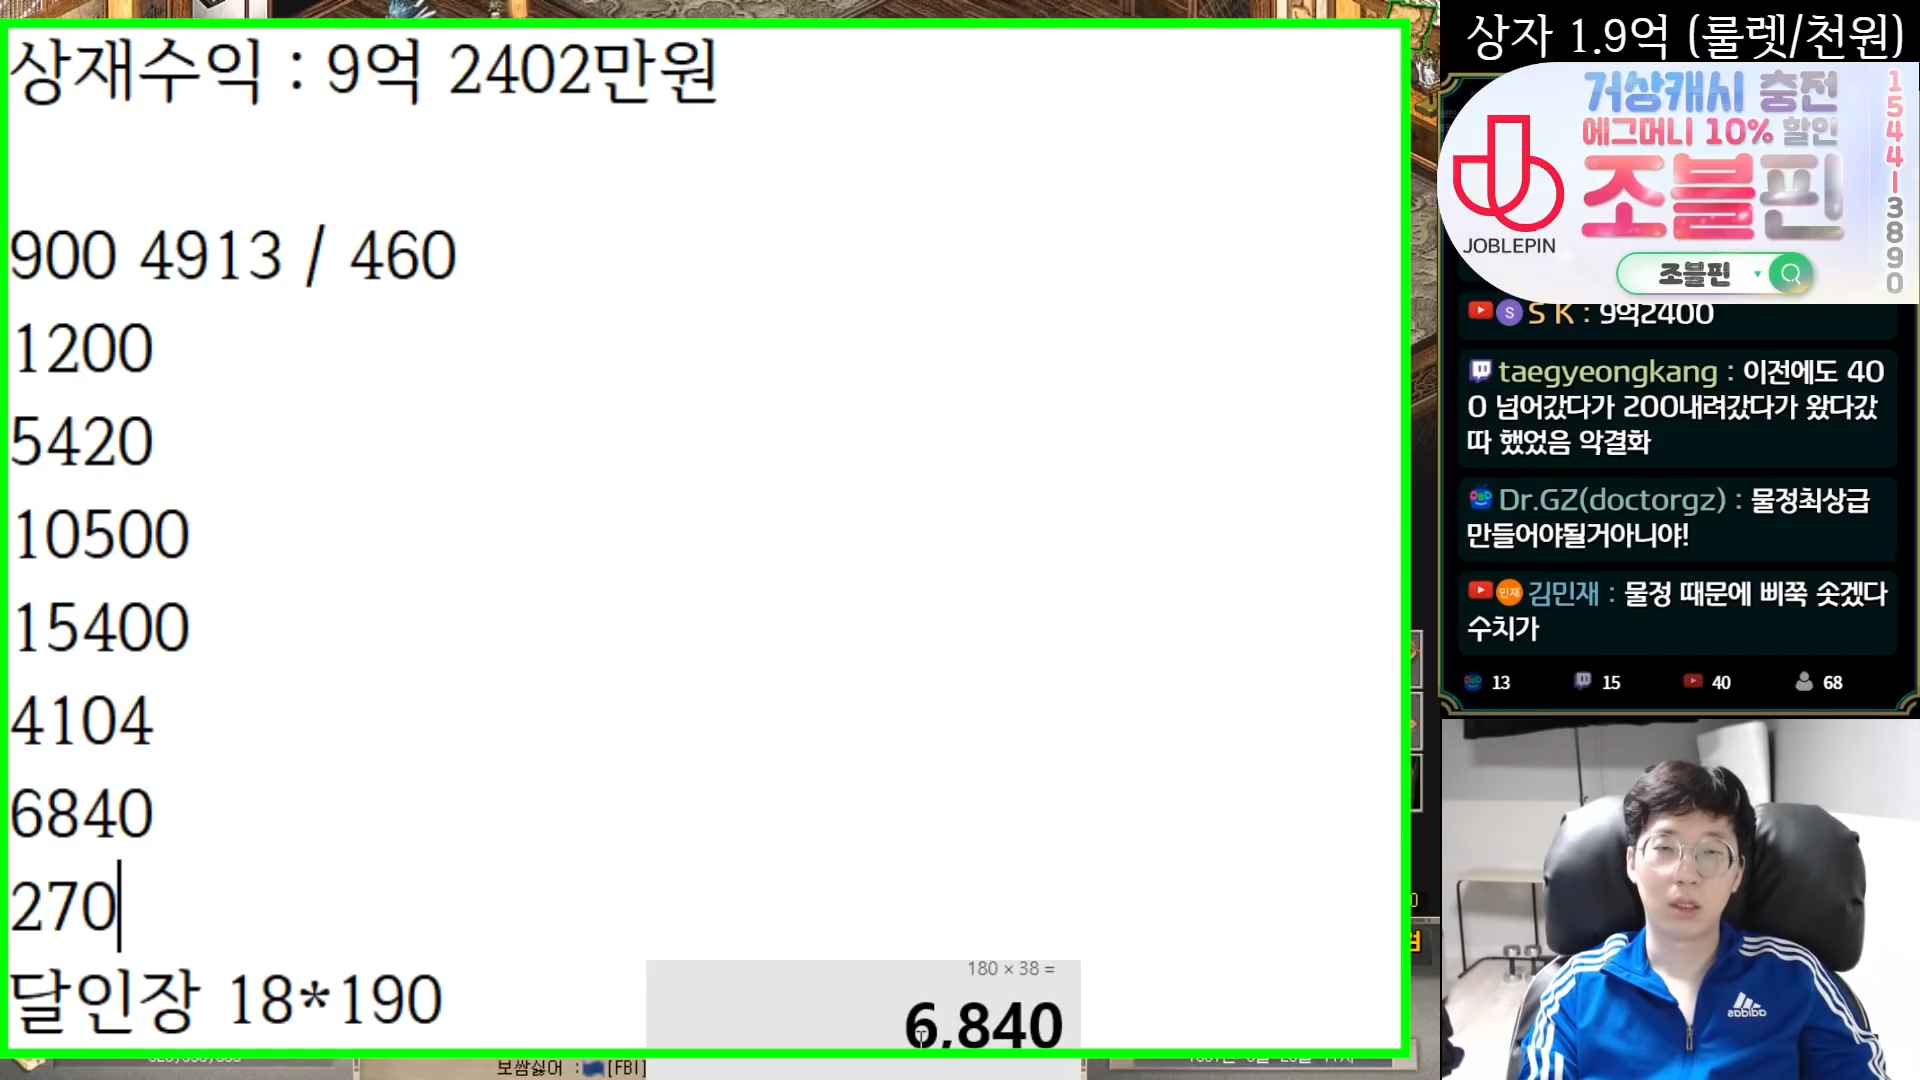 상재수익 : 9억 2402만원
900 4913 / 460
1200
5420
10500
15400
4104
6840
270
달인장 18*190
180 × 38 =
6,840
보쌈싫어 :
[FBI]
상자 1.9억 (룰렛/천원)
거상캐시 충전
에그머니 10% 할인
조블핀
JOBLEPIN
조블핀
1544-3890
S
S K : 9억2400
taegyeongkang : 이전에도 40
0 넘어갔다가 200내려갔다가 왔다갔
따 했었음 악결화
Dr.GZ(doctorgz) : 물정최상급
만들어야될거아니야!
민재
김민재 : 물정 때문에 삐쭉 솟겠다
수치가
13
15
40
68
adidas